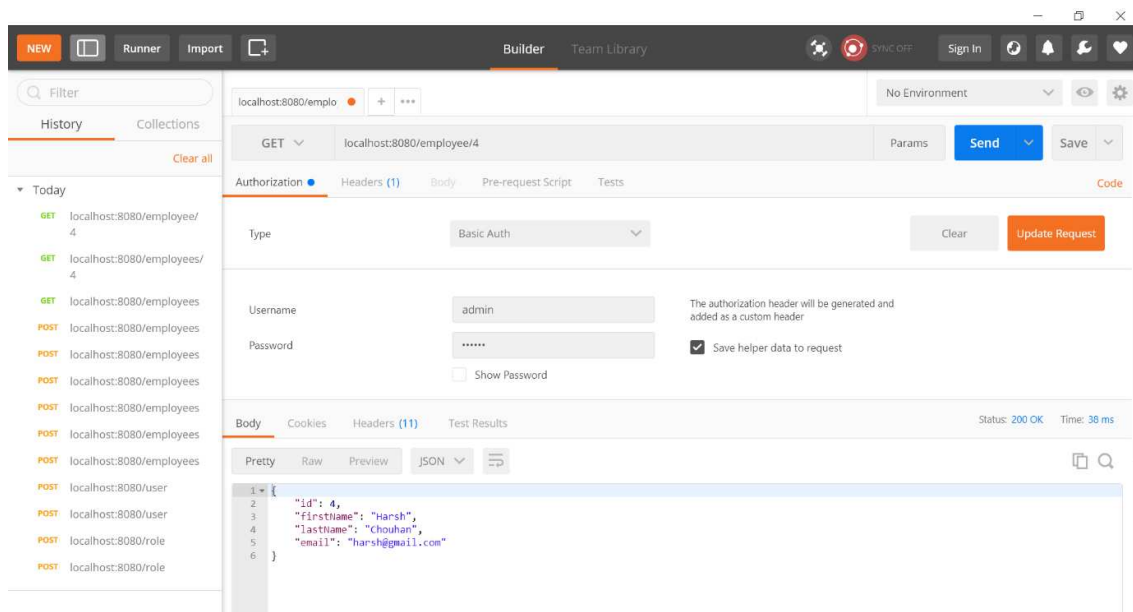 NEW Runner Import Builder Team Library SYNC OFF Sign In
Filter
History Collections
Clear all
Today
GET localhost:8080/employee/
4
GET localhost:8080/employees/
4
GET localhost:8080/employees
POST localhost:8080/employees
POST localhost:8080/employees
POST localhost:8080/employees
POST localhost:8080/employees
POST localhost:8080/employees
POST localhost:8080/employees
POST localhost:8080/user
POST localhost:8080/user
POST localhost:8080/role
POST localhost:8080/role
localhost:8080/emplo + ••• No Environment
GET localhost:8080/employee/4 Params Send Save
Authorization Headers (1) Body Pre-request Script Tests Code
Type Basic Auth Clear Update Request
Username admin
The authorization header will be generated and
added as a custom header
Password ••••••
Save helper data to request
Show Password
Body Cookies Headers (11) Test Results Status: 200 OK Time: 38 ms
Pretty Raw Preview JSON
1 {
2 "id": 4,
3 "firstName": "Harsh",
4 "lastName": "Chouhan",
5 "email": "harsh@gmail.com"
6 }